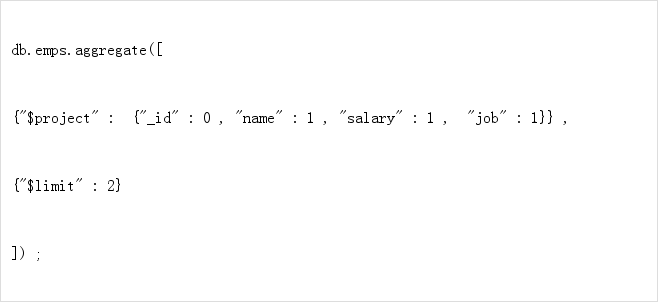 db.emps.aggregate([
{"$project" :  {"_id" : 0 , "name" : 1 , "salary" : 1 ,  "job" : 1}} ,
{"$limit" : 2}
]) ;